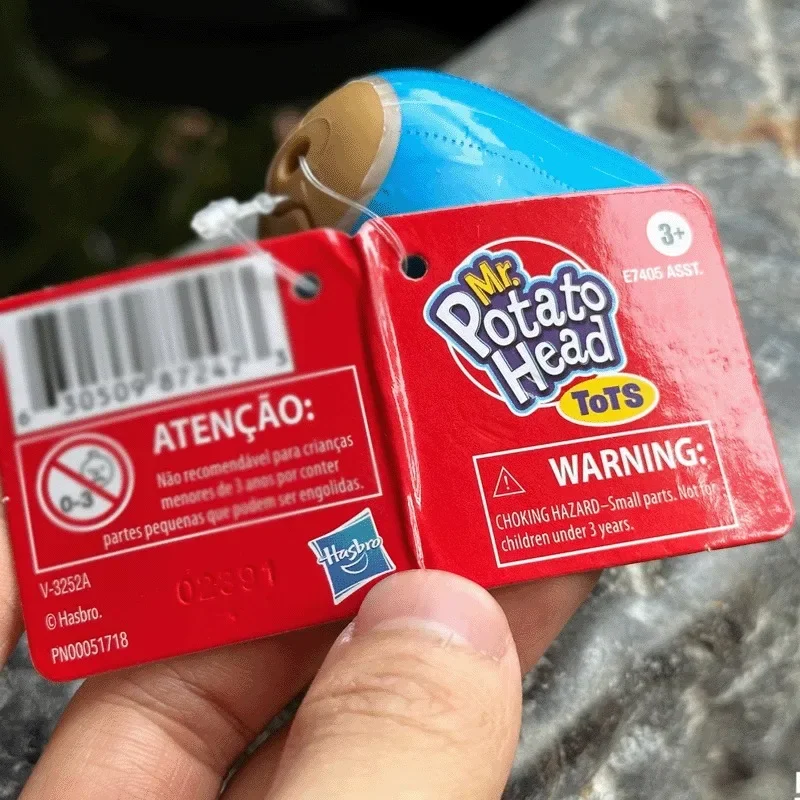 6 30509 87247 3
ATENÇÃO:
0-3
Não recomendável para crianças
menores de 3 anos por conter
partes pequenas que podem ser engolidas.
V-3252A
© Hasbro.
PN00051718
02891
Hasbro
Mr.
Potato
Head
TOTS
3+
E7405 ASST.
WARNING:
CHOKING HAZARD–Small parts. Not for
children under 3 years.